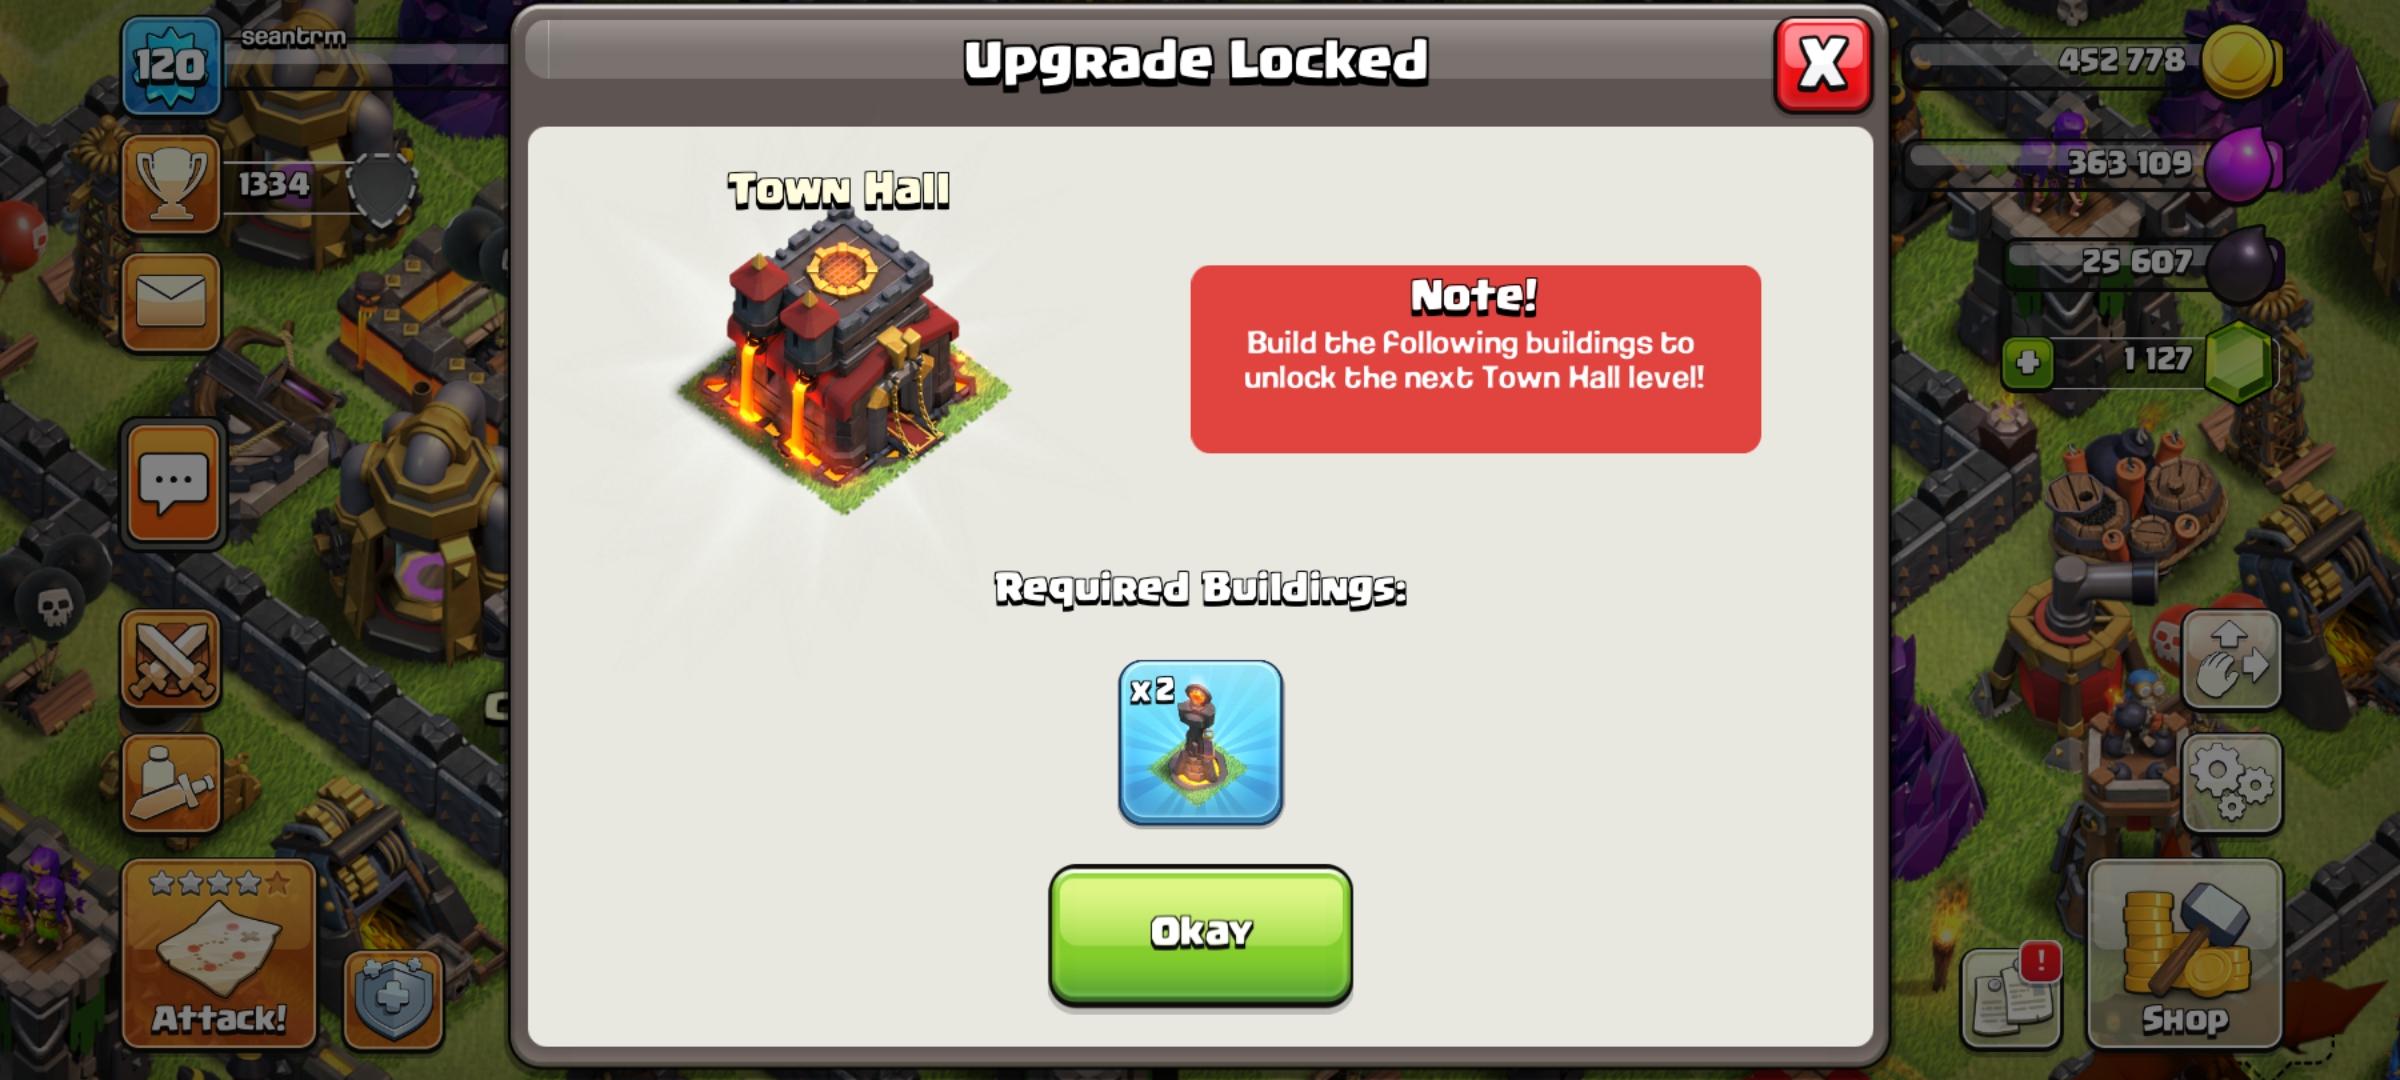 120
seantrm
1334
Attack!
Upgrade Locked
X
Town Hall
Note!
Build the following buildings to
unlock the next Town Hall level!
Required Buildings:
x2
Okay
452 778
363 109
25 607
1 127
!
Shop